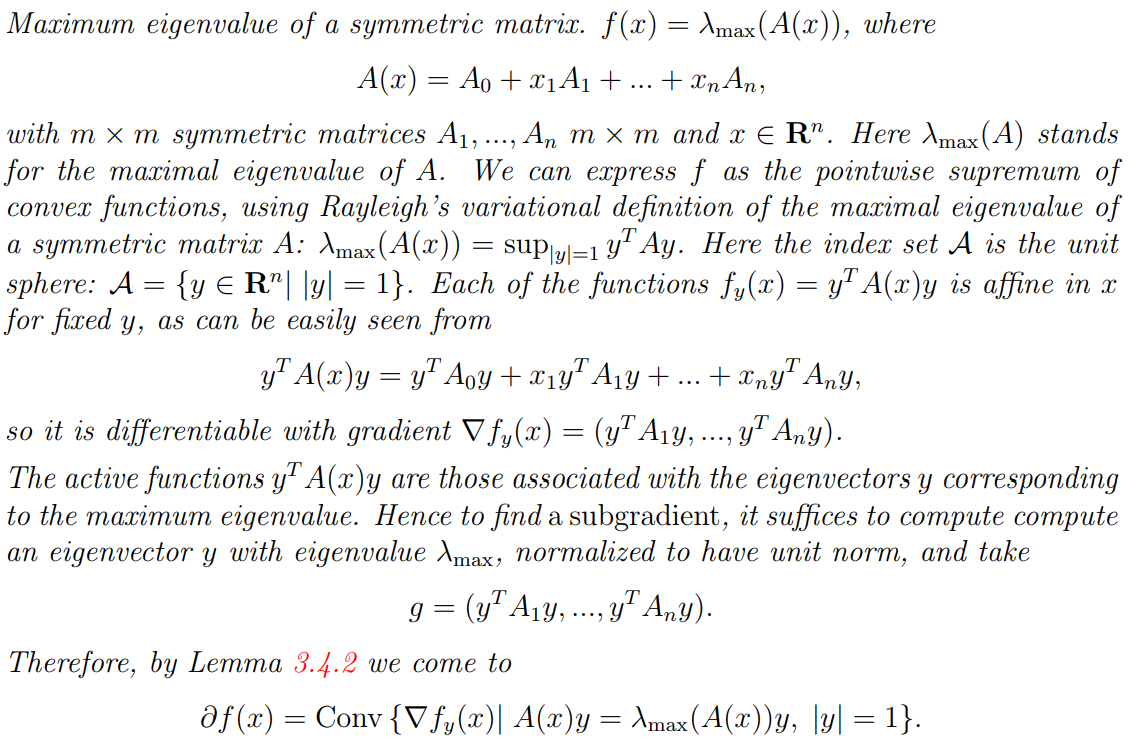 Maximum eigenvalue of a symmetric matrix. f(x) = λ_max(A(x)), where
A(x) = A_0 + x_1A_1 + ... + x_nA_n,
with m × m symmetric matrices A_1, ..., A_n m × m and x ∈ R^n. Here λ_max(A) stands
for the maximal eigenvalue of A. We can express f as the pointwise supremum of
convex functions, using Rayleigh's variational definition of the maximal eigenvalue of
a symmetric matrix A: λ_max(A(x)) = sup_{|y|=1} y^T Ay. Here the index set 𝒜 is the unit
sphere: 𝒜 = {y ∈ R^n| |y| = 1}. Each of the functions f_y(x) = y^T A(x)y is affine in x
for fixed y, as can be easily seen from
y^T A(x)y = y^T A_0y + x_1y^T A_1y + ... + x_ny^T A_ny,
so it is differentiable with gradient ∇f_y(x) = (y^T A_1y, ..., y^T A_ny).
The active functions y^T A(x)y are those associated with the eigenvectors y corresponding
to the maximum eigenvalue. Hence to find a subgradient, it suffices to compute compute
an eigenvector y with eigenvalue λ_max, normalized to have unit norm, and take
g = (y^T A_1y, ..., y^T A_ny).
Therefore, by Lemma 3.4.2 we come to
∂f(x) = Conv {∇f_y(x)| A(x)y = λ_max(A(x))y, |y| = 1}.